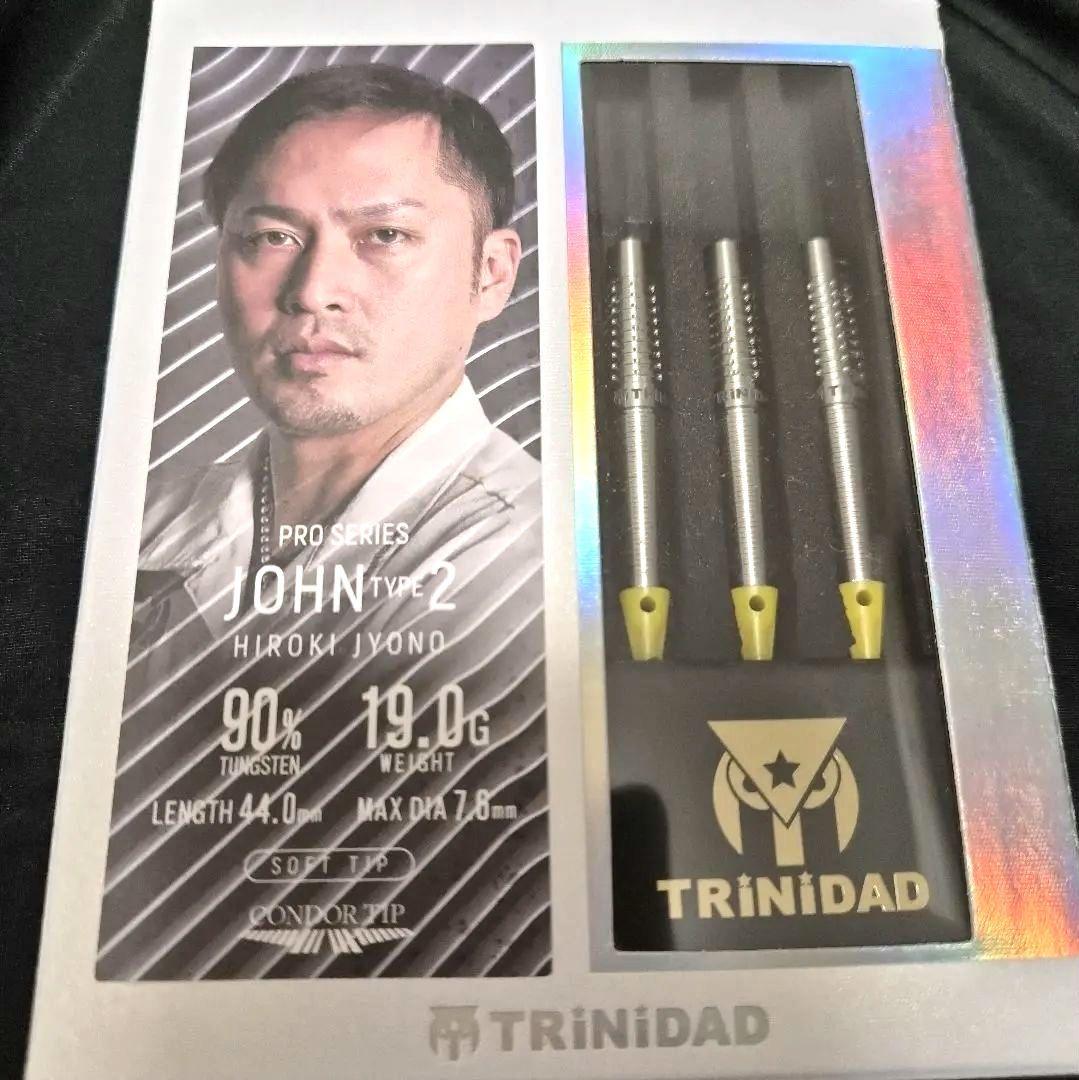 PRO SERIES
JOHN TYPE 2
HIROKI JYONO
90% TUNGSTEN
19.0G WEIGHT
LENGTH 44.0mm MAX DIA 7.6mm
SOFT TIP
CONDOR TIP
TRiNiDAD
TRiNiDAD